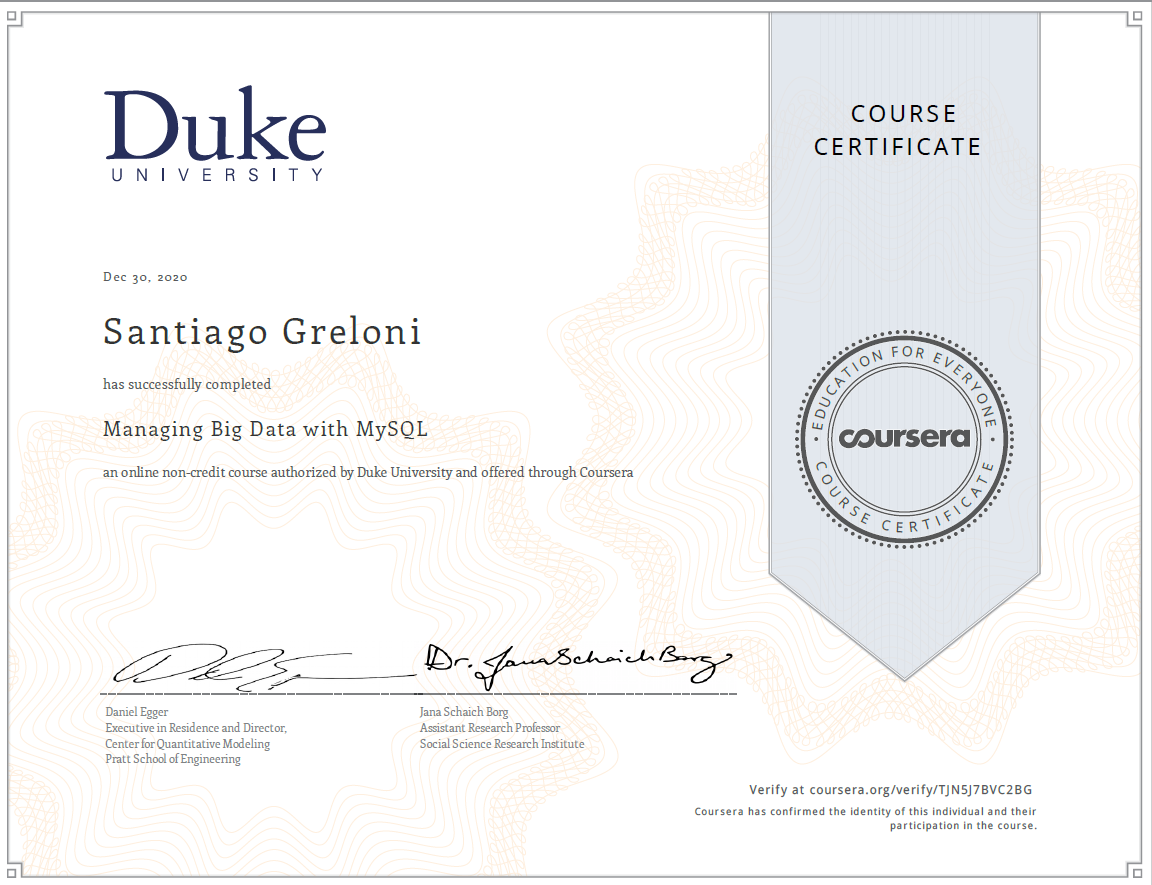 Duke
UNIVERSITY
COURSE
CERTIFICATE
Dec 30, 2020
Santiago Greloni
has successfully completed
Managing Big Data with MySQL
an online non-credit course authorized by Duke University and offered through Coursera
EDUCATION FOR EVERYONE
coursera
COURSE CERTIFICATE
Dr. Jana Schaich Borg
Daniel Egger
Executive in Residence and Director,
Center for Quantitative Modeling
Pratt School of Engineering
Jana Schaich Borg
Assistant Research Professor
Social Science Research Institute
Verify at coursera.org/verify/TJN5J7BVC2BG
Coursera has confirmed the identity of this individual and their
participation in the course.